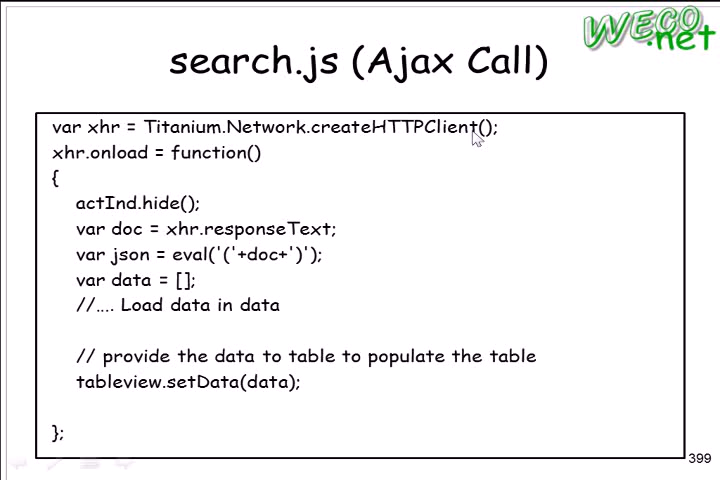 WECO
.net
search.js (Ajax Call)
var xhr = Titanium.Network.createHTTPClient();
xhr.onload = function()
{
actInd.hide();
var doc = xhr.responseText;
var json = eval('('+doc+')');
var data = [];
//.... Load data in data
// provide the data to table to populate the table
tableview.setData(data);
};
399